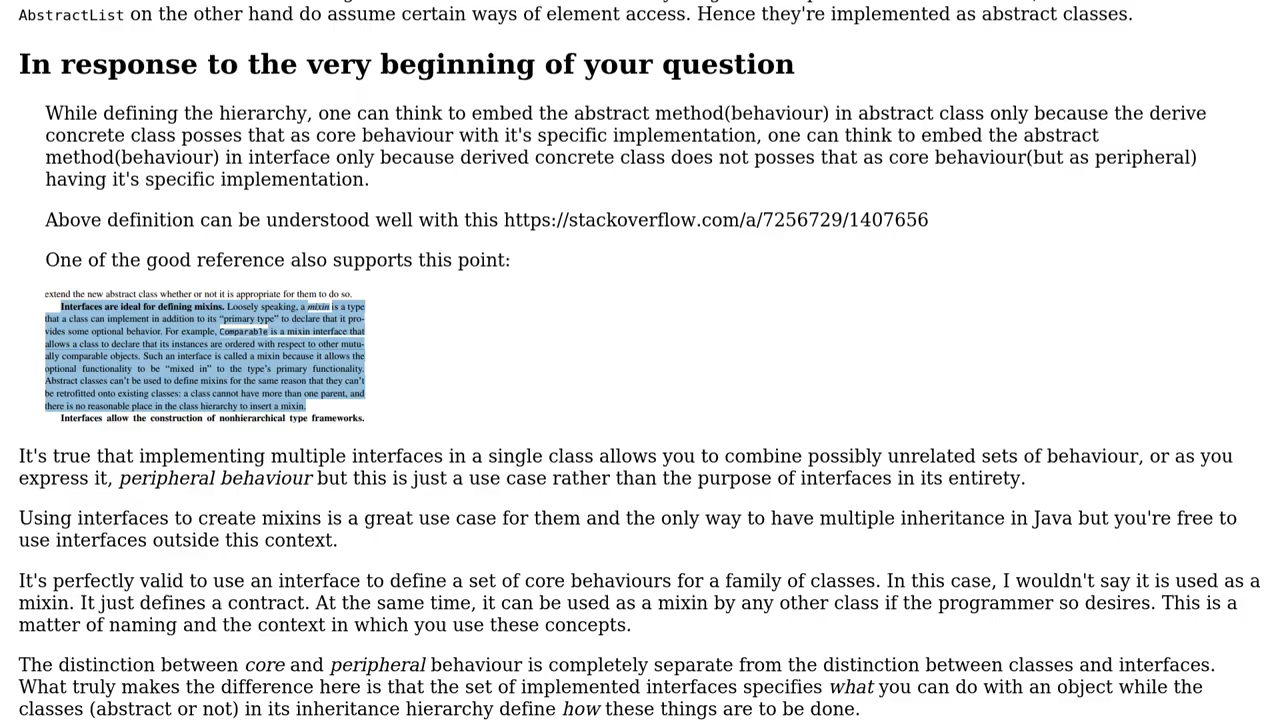 AbstractList on the other hand do assume certain ways of element access. Hence they're implemented as abstract classes.
In response to the very beginning of your question
While defining the hierarchy, one can think to embed the abstract method(behaviour) in abstract class only because the derive
concrete class posses that as core behaviour with it's specific implementation, one can think to embed the abstract
method(behaviour) in interface only because derived concrete class does not posses that as core behaviour(but as peripheral)
having it's specific implementation.
Above definition can be understood well with this https://stackoverflow.com/a/7256729/1407656
One of the good reference also supports this point:
extend the new abstract class whether or not it is appropriate for them to do so.
Interfaces are ideal for defining mixins. Loosely speaking, a mixin is a type
that a class can implement in addition to its “primary type” to declare that it pro-
vides some optional behavior. For example, Comparable is a mixin interface that
allows a class to declare that its instances are ordered with respect to other mutu-
ally comparable objects. Such an interface is called a mixin because it allows the
optional functionality to be “mixed in” to the type’s primary functionality.
Abstract classes can’t be used to define mixins for the same reason that they can’t
be retrofitted onto existing classes: a class cannot have more than one parent, and
there is no reasonable place in the class hierarchy to insert a mixin.
Interfaces allow the construction of nonhierarchical type frameworks.
It's true that implementing multiple interfaces in a single class allows you to combine possibly unrelated sets of behaviour, or as you
express it, peripheral behaviour but this is just a use case rather than the purpose of interfaces in its entirety.
Using interfaces to create mixins is a great use case for them and the only way to have multiple inheritance in Java but you're free to
use interfaces outside this context.
It's perfectly valid to use an interface to define a set of core behaviours for a family of classes. In this case, I wouldn't say it is used as a
mixin. It just defines a contract. At the same time, it can be used as a mixin by any other class if the programmer so desires. This is a
matter of naming and the context in which you use these concepts.
The distinction between core and peripheral behaviour is completely separate from the distinction between classes and interfaces.
What truly makes the difference here is that the set of implemented interfaces specifies what you can do with an object while the
classes (abstract or not) in its inheritance hierarchy define how these things are to be done.